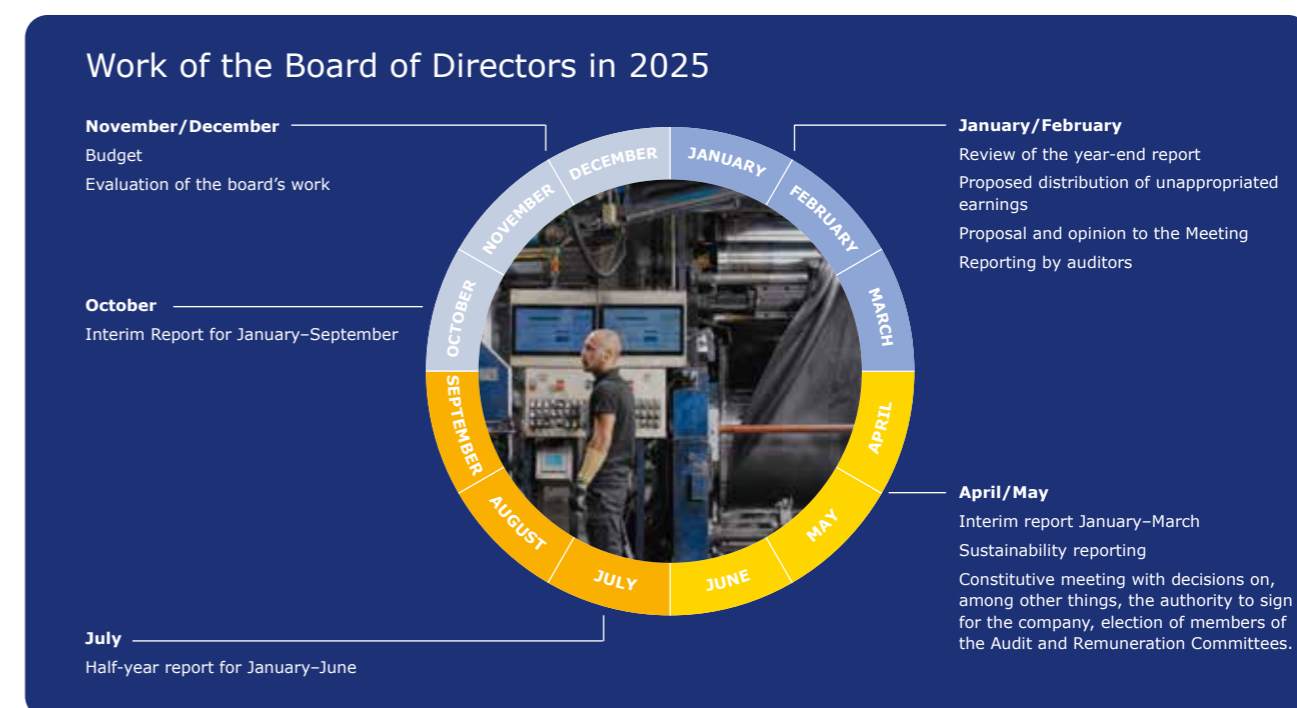 Work of the Board of Directors in 2025
November/December
Budget
Evaluation of the board’s work
October
Interim Report for January–September
July
Half-year report for January–June
JANUARY
FEBRUARY
MARCH
APRIL
MAY
JUNE
JULY
AUGUST
SEPTEMBER
OCTOBER
NOVEMBER
DECEMBER
January/February
Review of the year-end report
Proposed distribution of unappropriated
earnings
Proposal and opinion to the Meeting
Reporting by auditors
April/May
Interim report January–March
Sustainability reporting
Constitutive meeting with decisions on,
among other things, the authority to sign
for the company, election of members of
the Audit and Remuneration Committees.